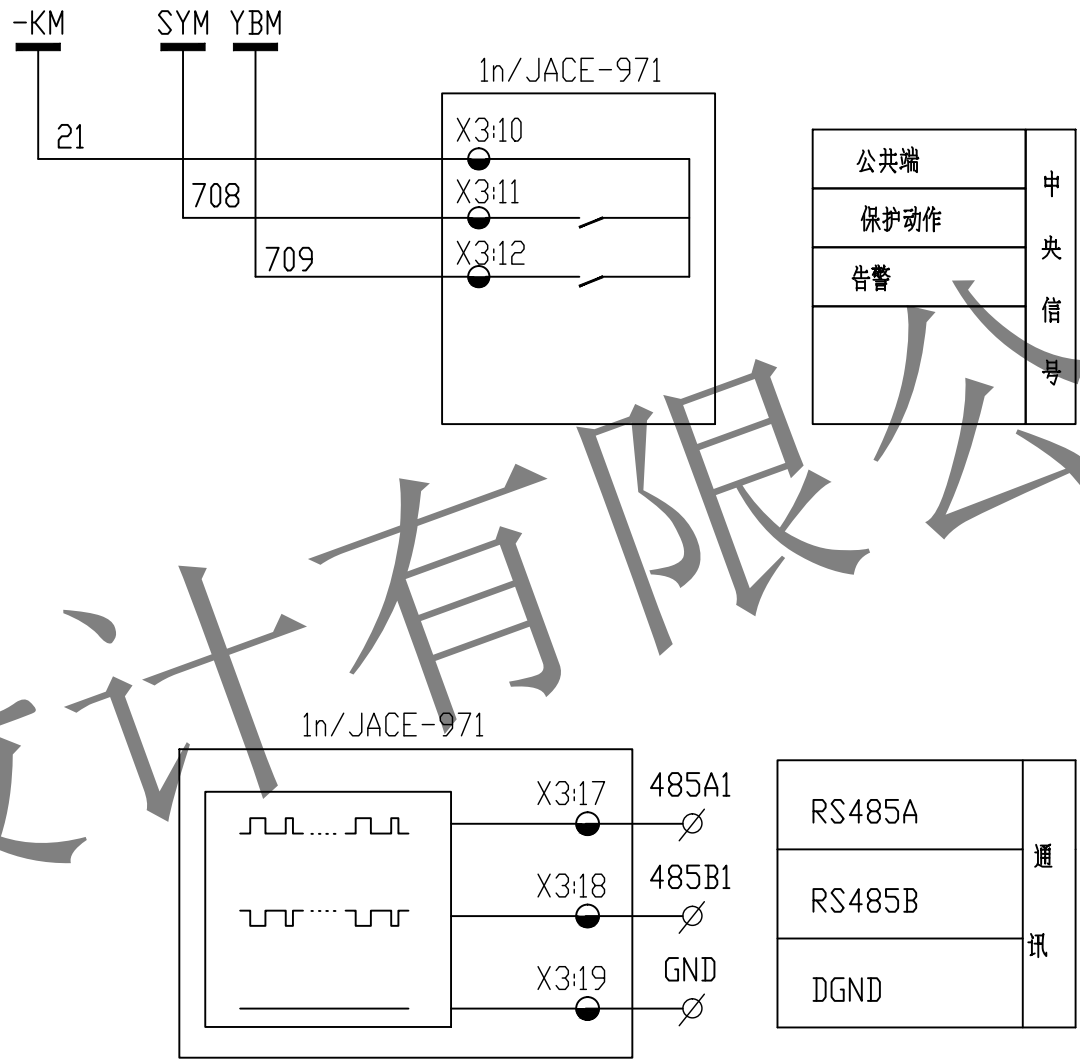 -KM SYM YBM
1n/JACE-971
21
X3:10
708
X3:11
709
X3:12
公共端
保护动作
告警
中央信号
计有限公
1n/JACE-971
X3:17
485A1
X3:18
485B1
X3:19
GND
RS485A
RS485B
DGND
通讯